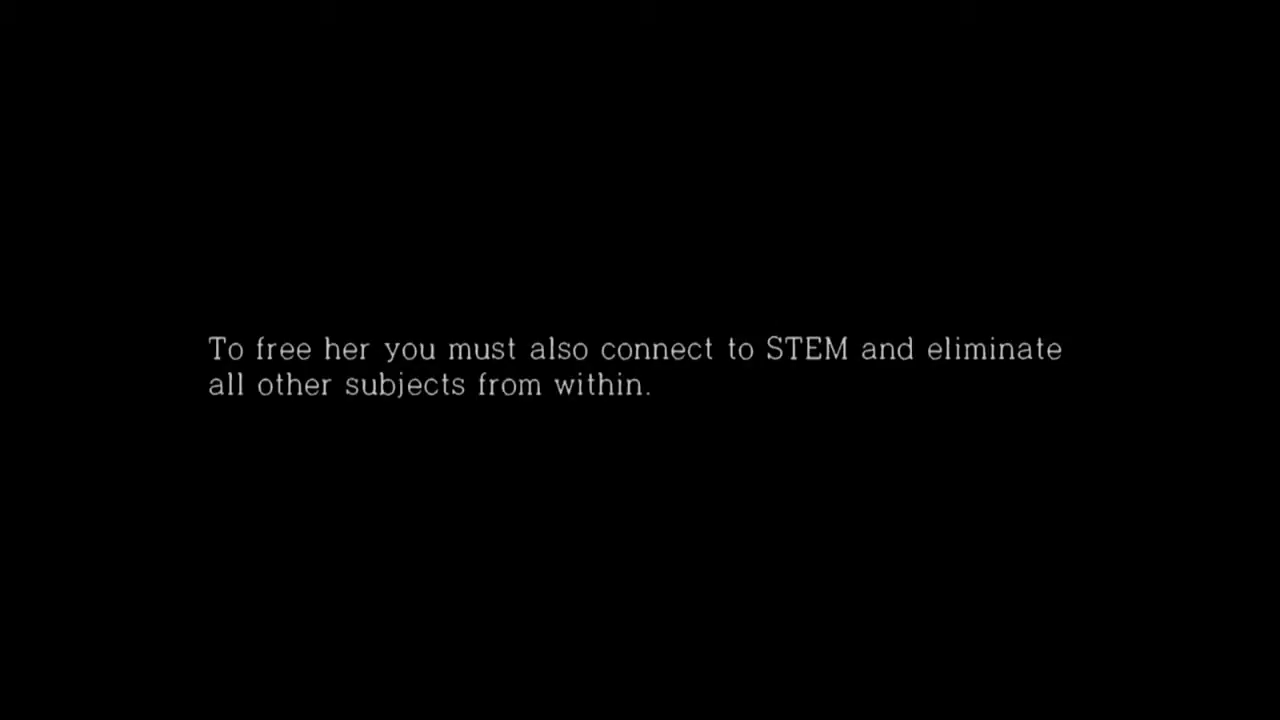 To free her you must also connect to STEM and eliminate
all other subjects from within.